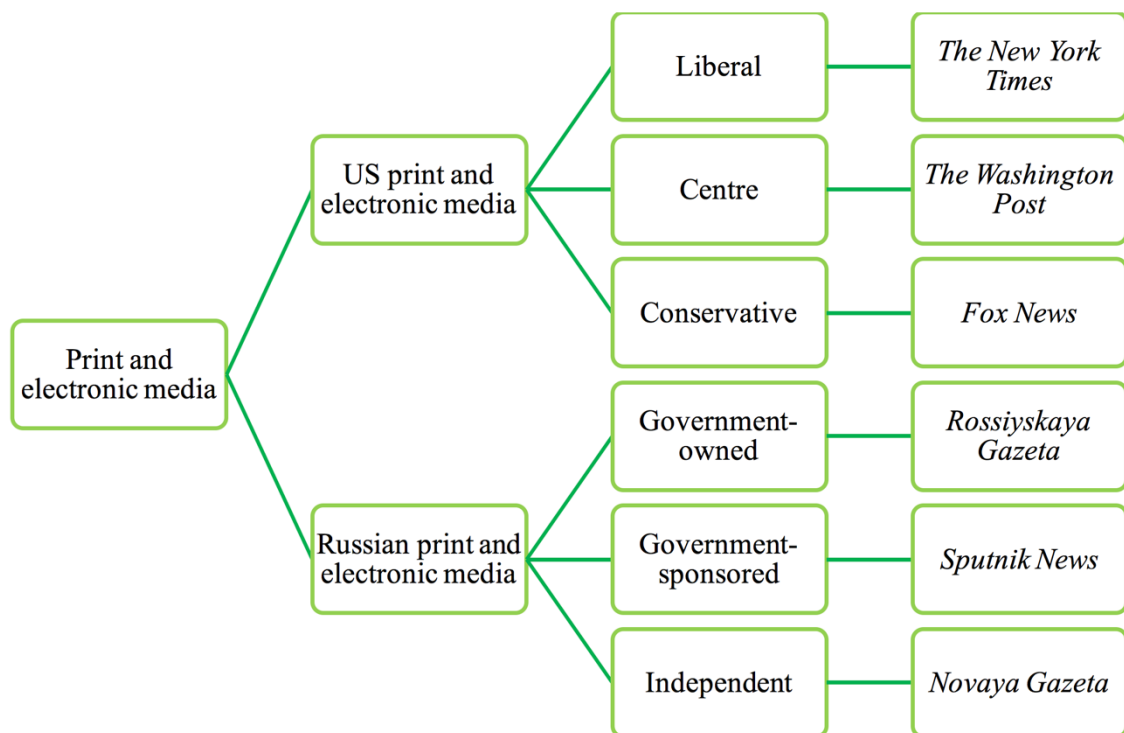 Liberal
The New York
Times
US print and
electronic media
Centre
The Washington
Post
Conservative
Fox News
Print and
electronic media
Government-
owned
Rossiyskaya
Gazeta
Russian print and
electronic media
Government-
sponsored
Sputnik News
Independent
Novaya Gazeta